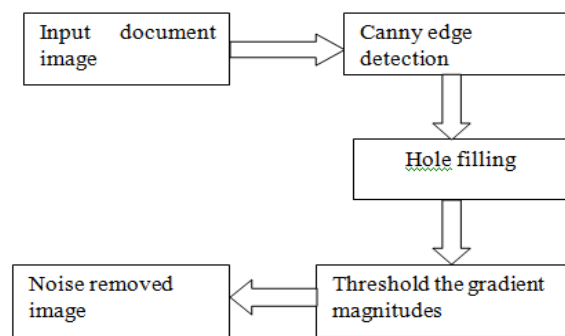 Input document
image
Canny edge
detection
Hole filling
Threshold the gradient
magnitudes
Noise removed
image